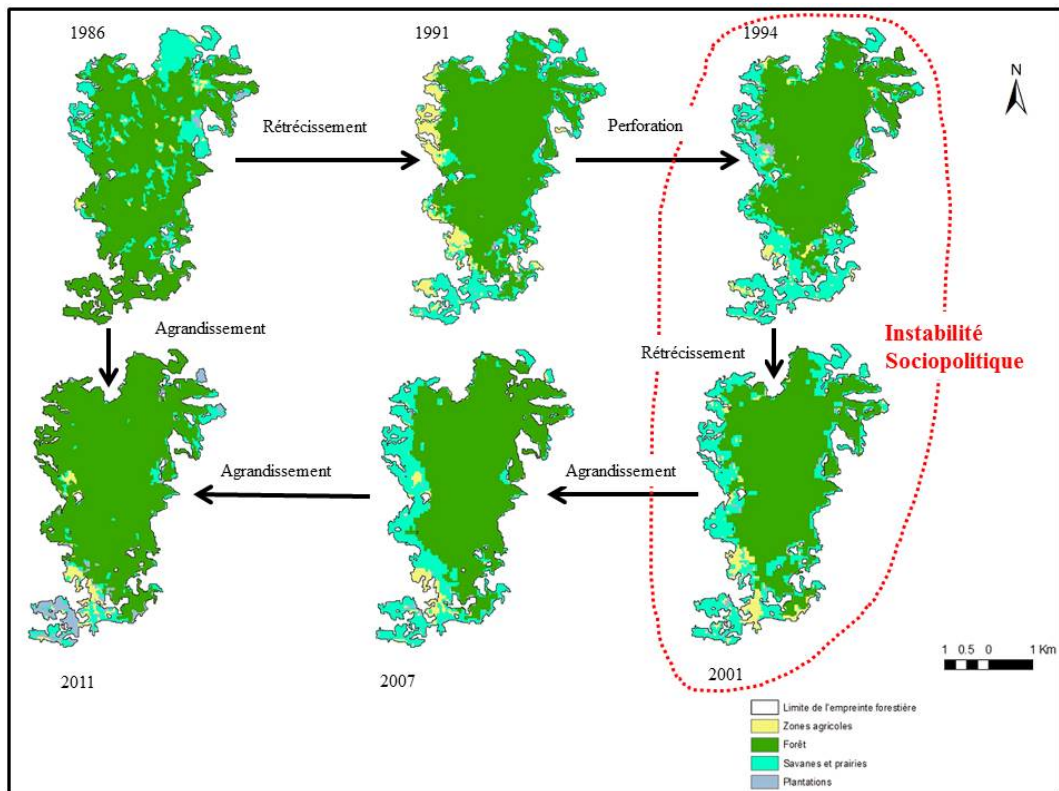 1986
1991
1994
N
Rétrécissement
Perforation
Agrandissement
Rétrécissement
Instabilité
Sociopolitique
Agrandissement
Agrandissement
2011
2007
2001
1 0.5 0 1 Km
Limite de l'empreinte forestière
Zones agricoles
Forêt
Savanes et prairies
Plantations